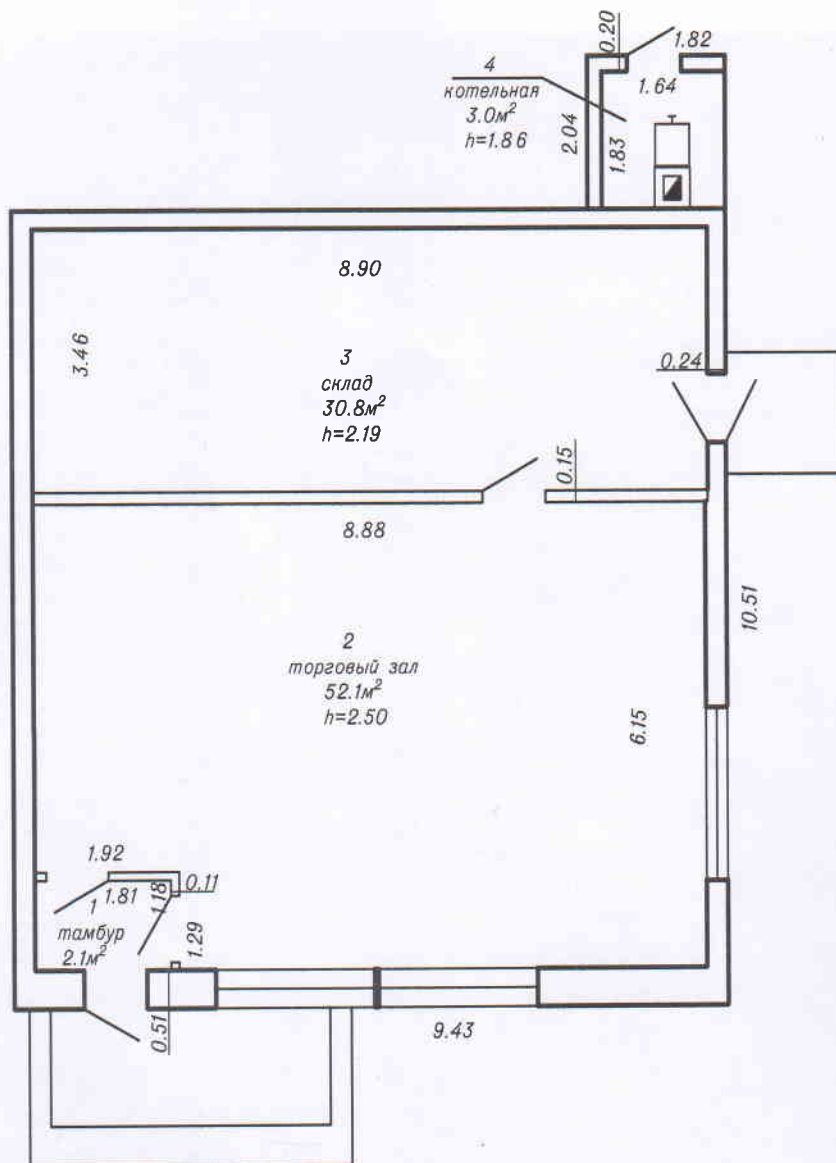 0.20
1.82
4
котельная
3.0м²
h=1.86
1.64
2.04
1.83
8.90
3.46
3
склад
30.8м²
h=2.19
0.24
0.15
8.88
10.51
2
торговый зал
52.1м²
h=2.50
6.15
1.92
1.81
1.18
0.11
1
тамбур
2.1м²
1.29
0.51
9.43